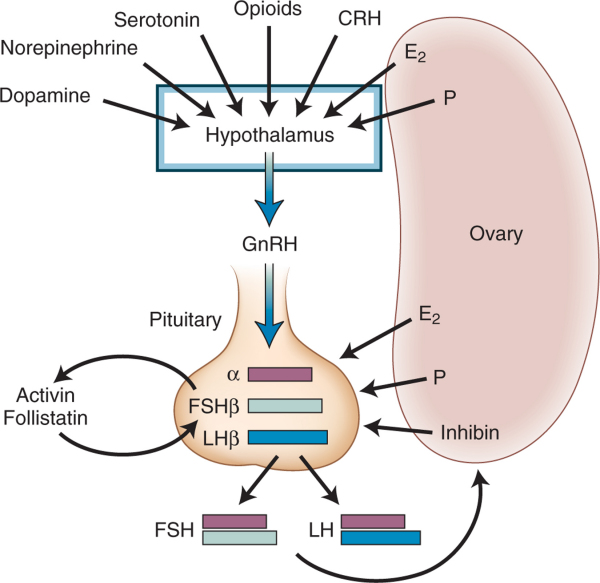 Opioids
Serotonin
CRH
Norepinephrine
E₂
Dopamine
P
Hypothalamus
Ovary
GnRH
Pituitary
E₂
α
P
Activin
Follistatin
FSHβ
LHβ
Inhibin
FSH
LH